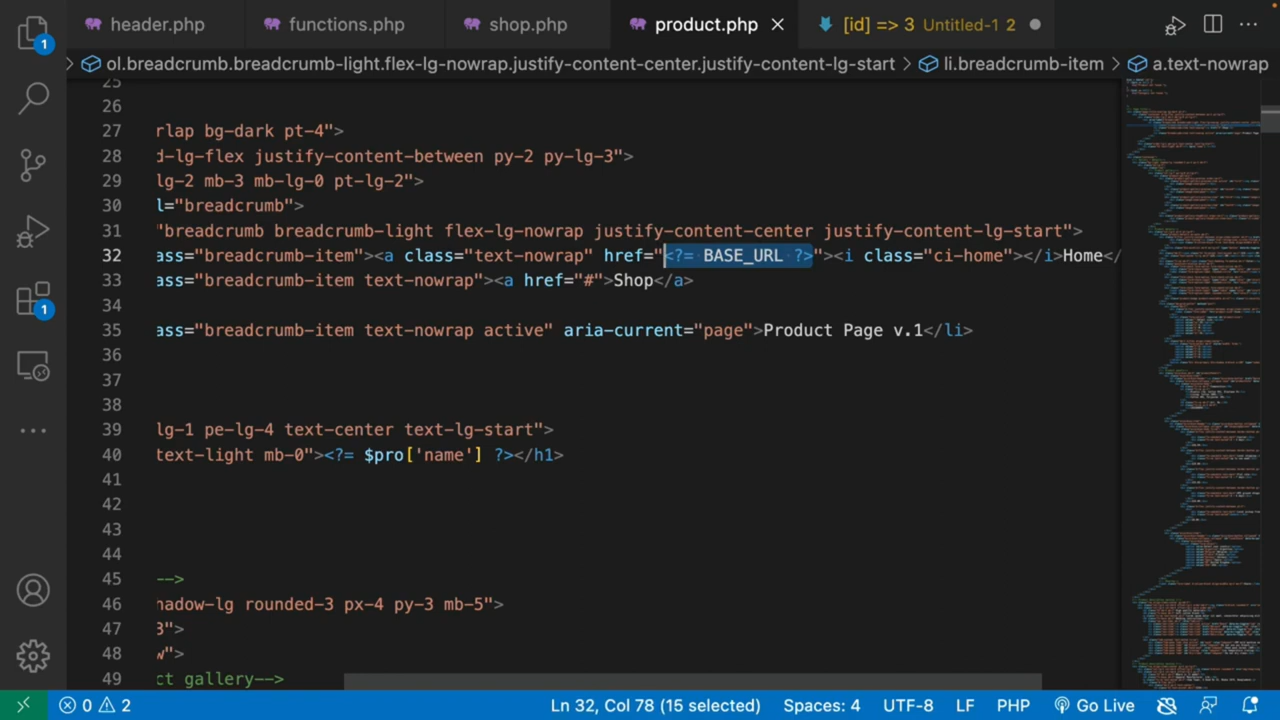 header.php functions.php shop.php product.php [id] => 3 Untitled-1 2
ol.breadcrumb.breadcrumb-light.flex-lg-nowrap.justify-content-center.justify-content-lg-start > li.breadcrumb-item > a.text-nowrap
25
26
27 rlap bg-dark pt-4">
28 d-lg-flex justify-content-between py-2 py-lg-3">
29 lg-2 mb-3 mb-lg-0 pt-lg-2">
30 l="breadcrumb">
31 "breadcrumb breadcrumb-light flex-lg-nowrap justify-content-center justify-content-lg-start">
32 ass="breadcrumb-item"><a class="text-nowrap" href="<?= BASE_URL ?>"><i class="ci-home"></i>Home</
33 ass="breadcrumb-item text-nowrap"><a href="#">Shop</a>
34
35 ass="breadcrumb-item text-nowrap active" aria-current="page">Product Page v.1</li>
36
37
38
39 lg-1 pe-lg-4 text-center text-lg-start">
40 text-light mb-0"><?= $pro['name'] ?></h1>
41
42
43
44
45 -->
46 hadow-lg rounded-3 px-4 py-3 mb-5">
47 3">
48 w">
49 ct gallery-->
1
1
0 2 Ln 32, Col 78 (15 selected) Spaces: 4 UTF-8 LF PHP Go Live